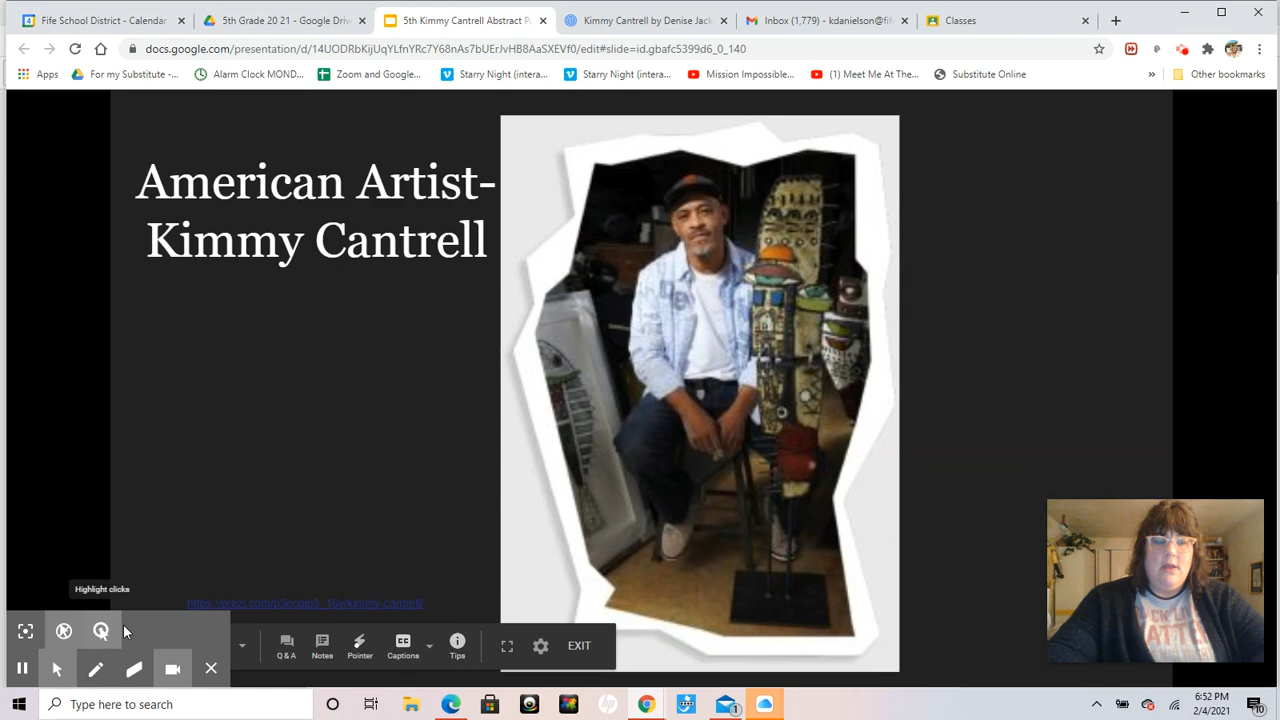 Fife School District - Calendar
5th Grade 20 21 - Google Driv
5th Kimmy Cantrell Abstract P
Kimmy Cantrell by Denise Jack
Inbox (1,779) - kdanielson@fif
Classes
docs.google.com/presentation/d/14UODRbKijUqYLfnYRc7Y68nAs7bUErJvHB8AaSXEVf0/edit#slide=id.gbafc5399d6_0_140
Apps
For my Substitute -...
Alarm Clock MOND...
Zoom and Google...
Starry Night (intera...
Starry Night (intera...
Mission Impossible...
(1) Meet Me At The...
Substitute Online
»
Other bookmarks
American Artist-
Kimmy Cantrell
Highlight clicks
Q & A
Notes
Pointer
Captions
Tips
EXIT
Type here to search
6:52 PM
2/4/2021